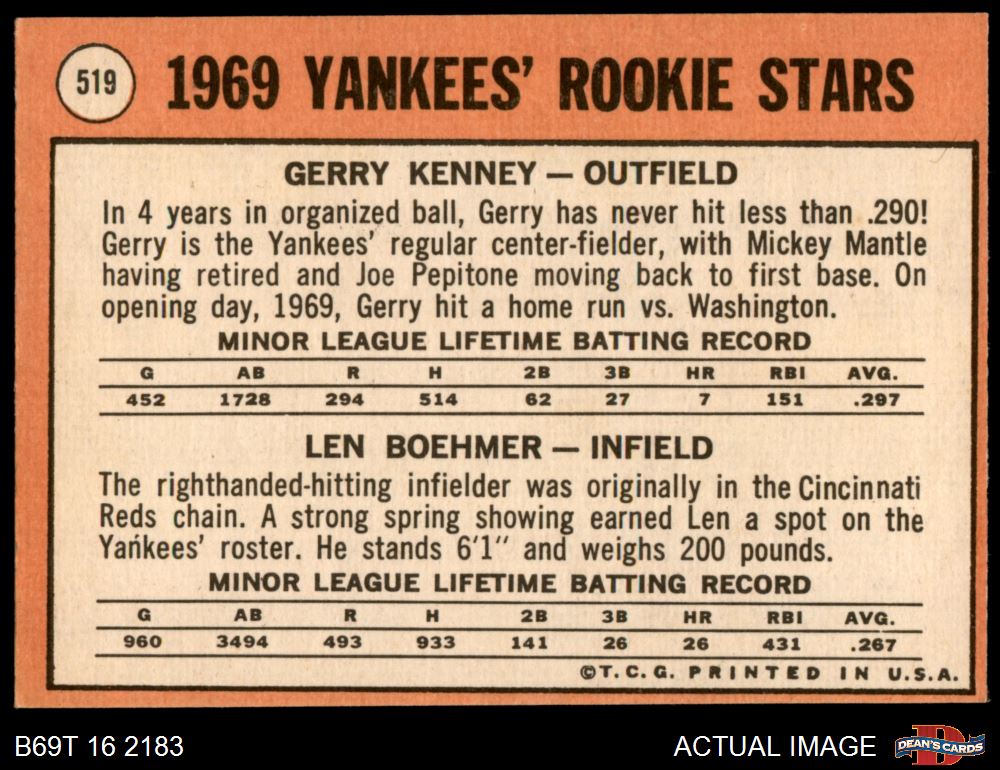 519
1969 YANKEES' ROOKIE STARS
GERRY KENNEY — OUTFIELD
In 4 years in organized ball, Gerry has never hit less than .290!
Gerry is the Yankees' regular center-fielder, with Mickey Mantle
having retired and Joe Pepitone moving back to first base. On
opening day, 1969, Gerry hit a home run vs. Washington.
MINOR LEAGUE LIFETIME BATTING RECORD
G AB R H 2B 3B HR RBI AVG.
452 1728 294 514 62 27 7 151 .297
LEN BOEHMER — INFIELD
The righthanded-hitting infielder was originally in the Cincinnati
Reds chain. A strong spring showing earned Len a spot on the
Yankees' roster. He stands 6'1" and weighs 200 pounds.
MINOR LEAGUE LIFETIME BATTING RECORD
G AB R H 2B 3B HR RBI AVG.
960 3494 493 933 141 26 26 431 .267
©T.C.G. PRINTED IN U.S.A.
B69T 16 2183
ACTUAL IMAGE
D
DEAN'S CARDS